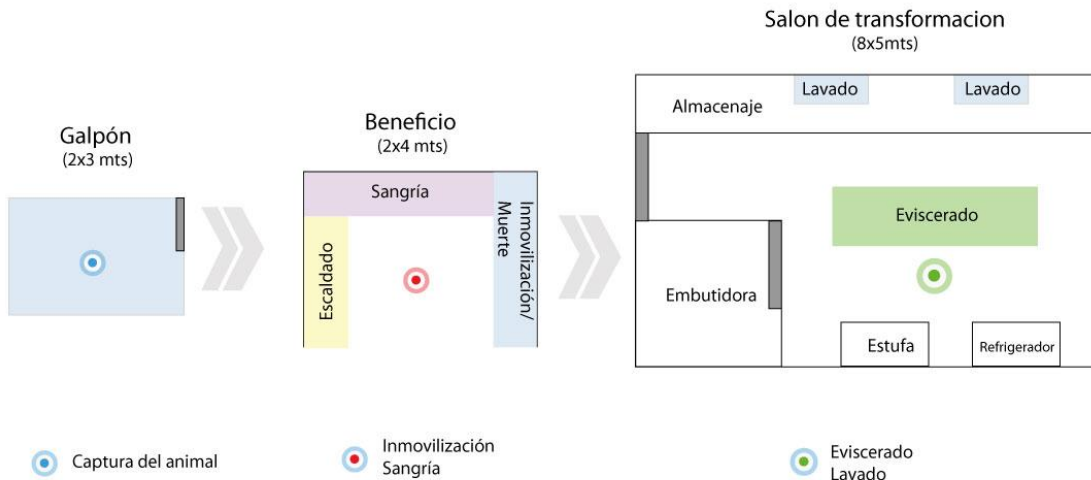 Salon de transformacion
(8x5mts)
Lavado
Lavado
Almacenaje
Galpón
(2x3 mts)
Beneficio
(2x4 mts)
Sangría
Inmovilización/
Muerte
Escaldado
Eviscerado
Embutidora
Estufa
Refrigerador
Captura del animal
Inmovilización
Sangría
Eviscerado
Lavado